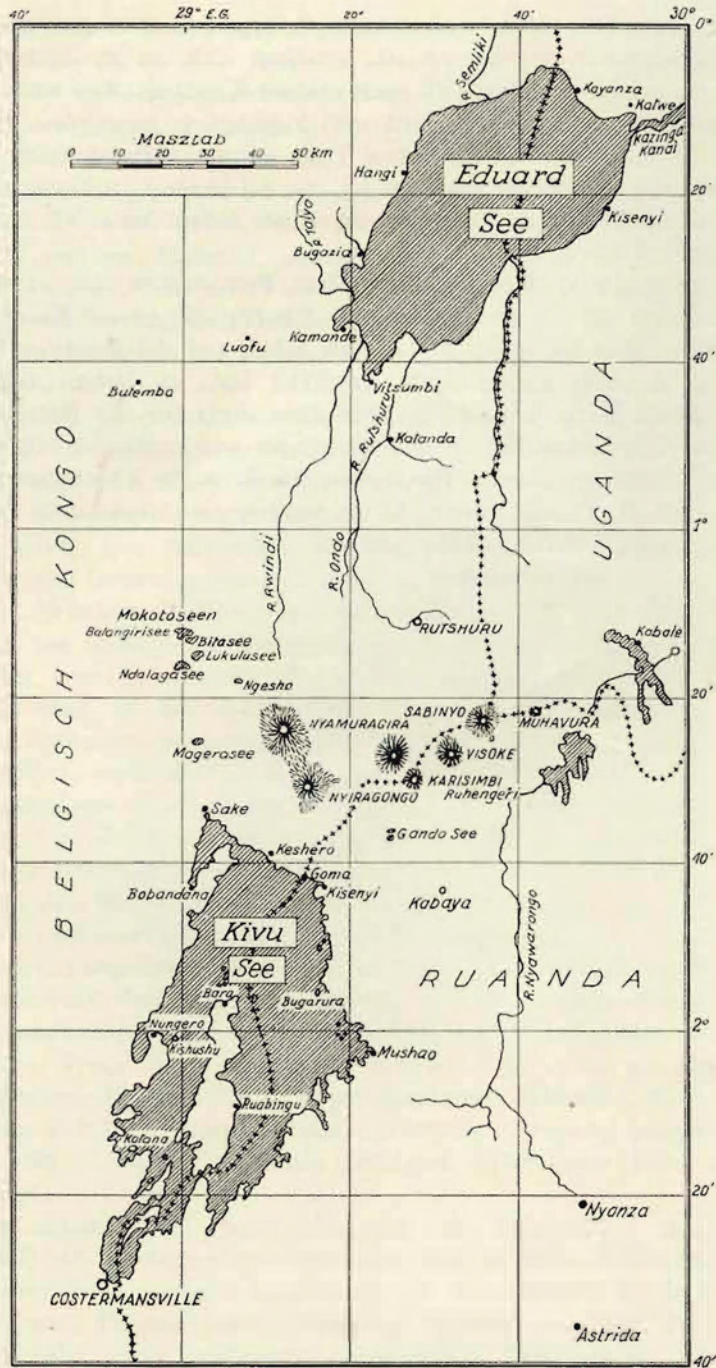 40'
29° E.G.
20'
40'
30°
0°
R. Semliki
Kayanza
Katwe
Kazinga
Kanal
Masztab
0 10 20 30 40 50 km
Hangi
Eduard
See
20'
Kisenyi
Bugazia
Kamande
Luofu
40'
Bulemba
Vitsumbi
R. Rutshuru
Katanda
UGANDA
BELGISCH KONGO
1°
R. Rwindi
R. Ondo
Mokotoseen
Balangirisee
Bitasee
Lukulusee
Ndalagasee
Ngesho
RUTSHURU
Kabale
20'
NYAMURAGIRA
SABINYO
MUHAVURA
Magerasee
VISOKE
NYIRAGONGO
KARISIMBI
Ruhengeri
Sake
Gando See
Keshero
40'
Goma
Bobandana
Kisenyi
Kabaya
Kivu
See
RUANDA
R. Nyawarongo
Bara
Bugarura
Nungero
Kishushu
2°
Mushao
Ruabingu
Katana
20'
Nyanza
COSTERMANSVILLE
Astrida
40'